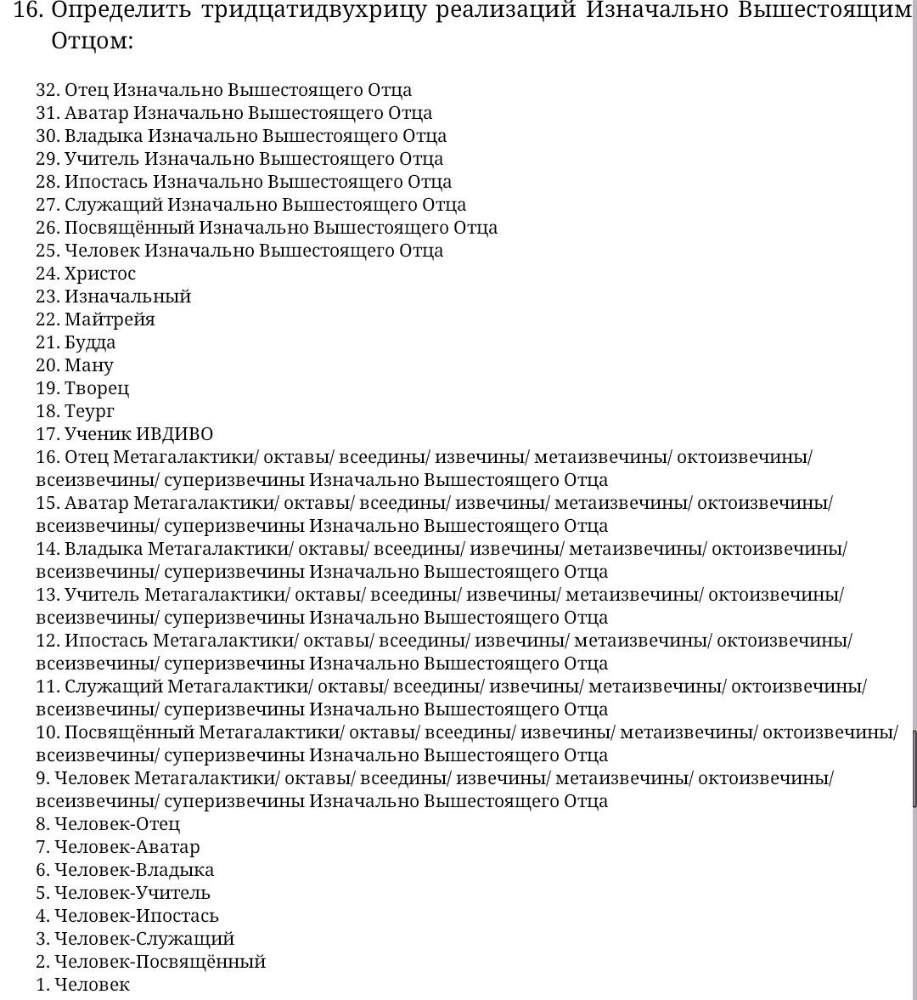 16. Определить тридцатидвухрицу реализаций Изначально Вышестоящим
Отцом:
32. Отец Изначально Вышестоящего Отца
31. Аватар Изначально Вышестоящего Отца
30. Владыка Изначально Вышестоящего Отца
29. Учитель Изначально Вышестоящего Отца
28. Ипостась Изначально Вышестоящего Отца
27. Служащий Изначально Вышестоящего Отца
26. Посвящённый Изначально Вышестоящего Отца
25. Человек Изначально Вышестоящего Отца
24. Христос
23. Изначальный
22. Майтрейя
21. Будда
20. Ману
19. Творец
18. Теург
17. Ученик ИВДИВО
16. Отец Метагалактики/ октавы/ всеедины/ извечины/ метаизвечины/ октоизвечины/
всеизвечины/ суперизвечины Изначально Вышестоящего Отца
15. Аватар Метагалактики/ октавы/ всеедины/ извечины/ метаизвечины/ октоизвечины/
всеизвечины/ суперизвечины Изначально Вышестоящего Отца
14. Владыка Метагалактики/ октавы/ всеедины/ извечины/ метаизвечины/ октоизвечины/
всеизвечины/ суперизвечины Изначально Вышестоящего Отца
13. Учитель Метагалактики/ октавы/ всеедины/ извечины/ метаизвечины/ октоизвечины/
всеизвечины/ суперизвечины Изначально Вышестоящего Отца
12. Ипостась Метагалактики/ октавы/ всеедины/ извечины/ метаизвечины/ октоизвечины/
всеизвечины/ суперизвечины Изначально Вышестоящего Отца
11. Служащий Метагалактики/ октавы/ всеедины/ извечины/ метаизвечины/ октоизвечины/
всеизвечины/ суперизвечины Изначально Вышестоящего Отца
10. Посвящённый Метагалактики/ октавы/ всеедины/ извечины/ метаизвечины/ октоизвечины/
всеизвечины/ суперизвечины Изначально Вышестоящего Отца
9. Человек Метагалактики/ октавы/ всеедины/ извечины/ метаизвечины/ октоизвечины/
всеизвечины/ суперизвечины Изначально Вышестоящего Отца
8. Человек-Отец
7. Человек-Аватар
6. Человек-Владыка
5. Человек-Учитель
4. Человек-Ипостась
3. Человек-Служащий
2. Человек-Посвящённый
1. Человек